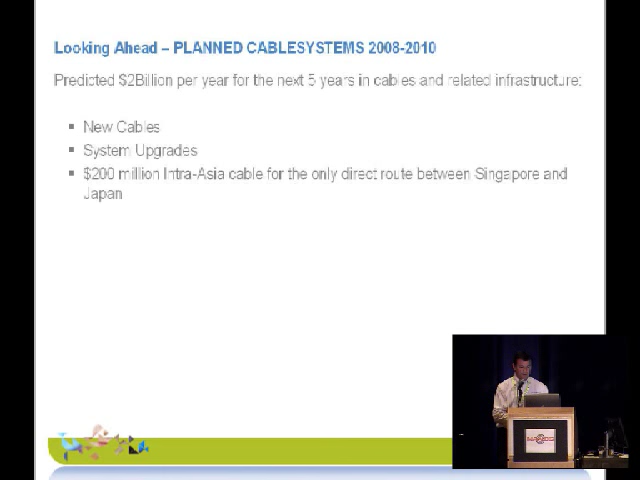 Looking Ahead – PLANNED CABLESYSTEMS 2008-2010
Predicted $2Billion per year for the next 5 years in cables and related infrastructure:
▪ New Cables
▪ System Upgrades
▪ $200 million Intra-Asia cable for the only direct route between Singapore and
Japan